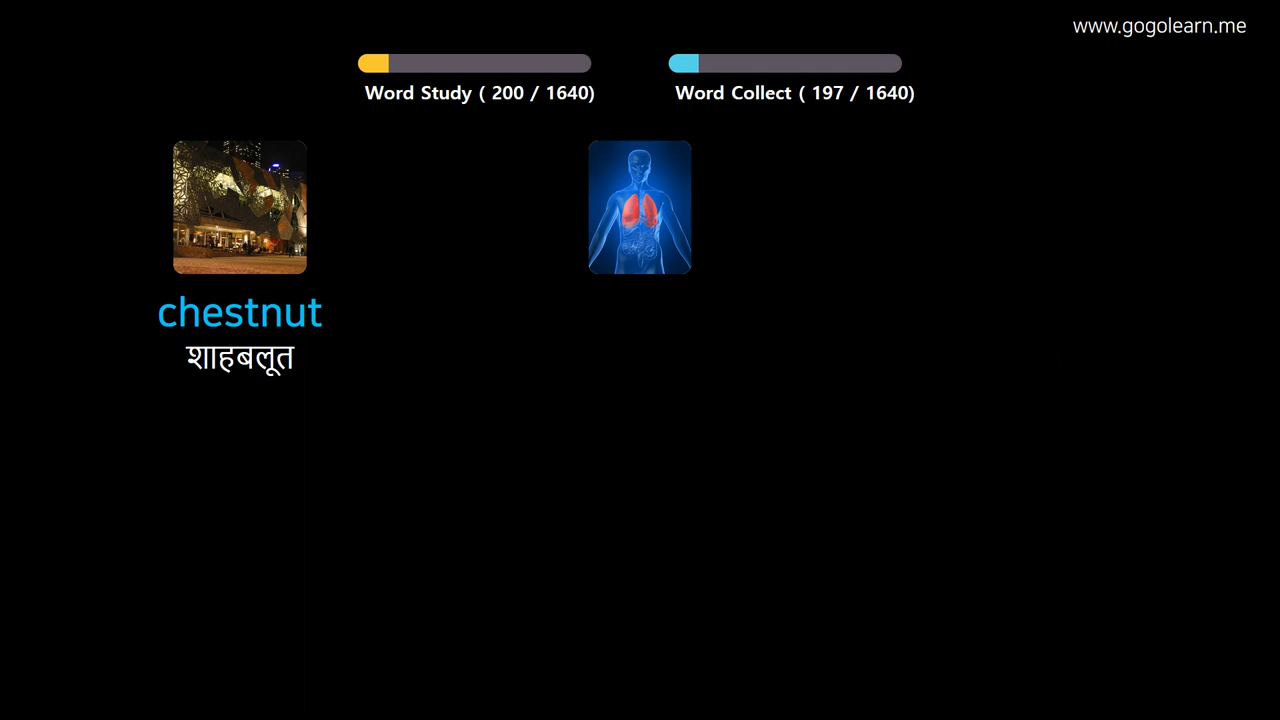 www.gogolearn.me
Word Study ( 200 / 1640)
Word Collect ( 197 / 1640)
chestnut
शाहबलूत